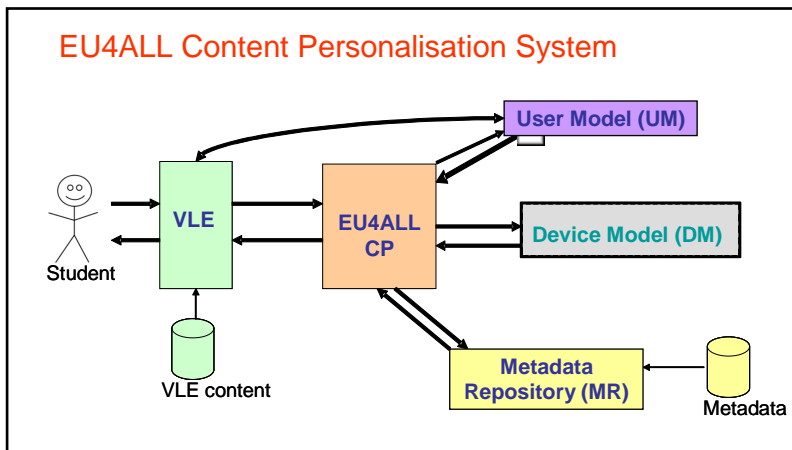 EU4ALL Content Personalisation System
User Model (UM)
VLE
EU4ALL
CP
Device Model (DM)
Student
VLE content
Metadata
Repository (MR)
Metadata